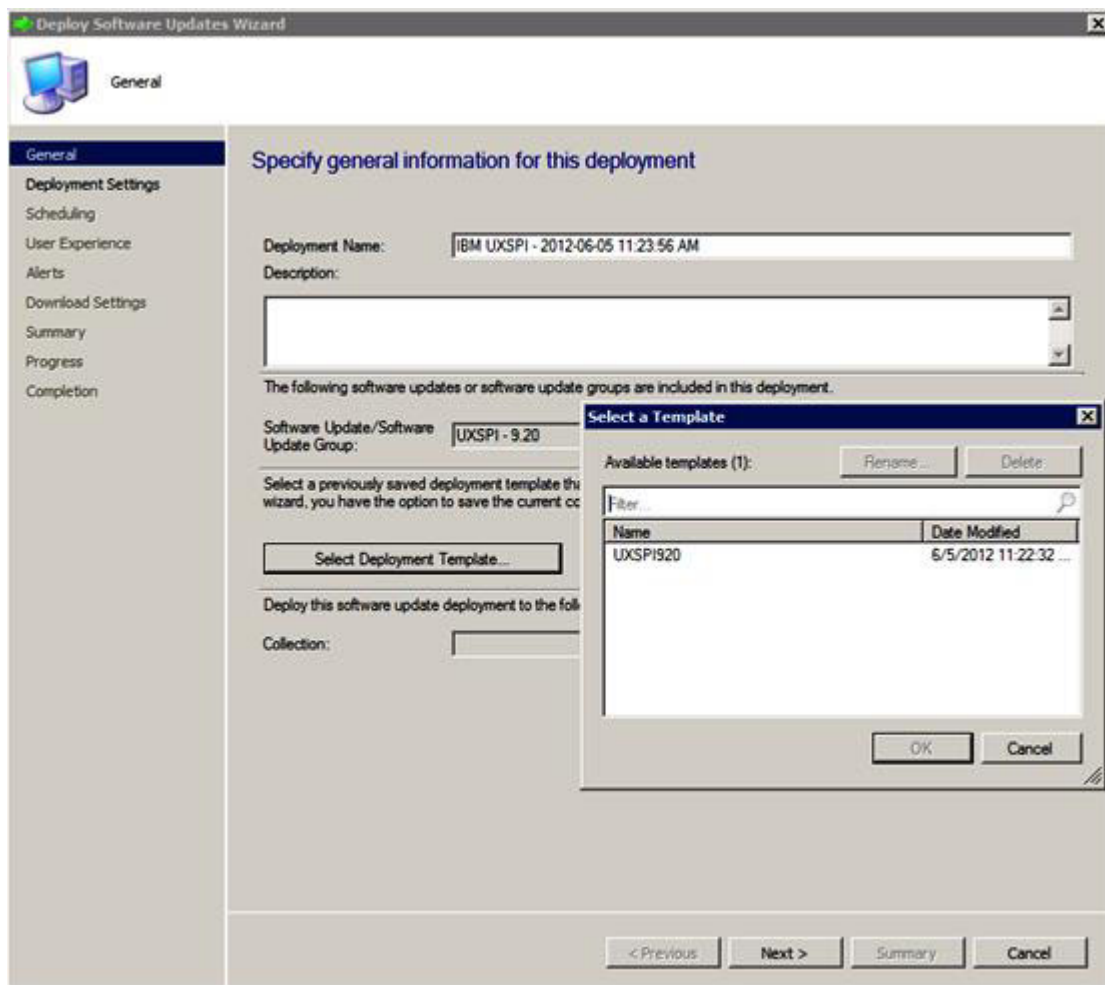 Deploy Software Updates Wizard
General
General
Deployment Settings
Scheduling
User Experience
Alerts
Download Settings
Summary
Progress
Completion
Specify general information for this deployment
Deployment Name: IBM UXSPI - 2012-06-05 11:23:56 AM
Description:
The following software updates or software update groups are included in this deployment.
Software Update/Software
Update Group: UXSPI - 9.20
Select a previously saved deployment template tha
wizard, you have the option to save the current co
Select Deployment Template...
Deploy this software update deployment to the foll
Collection:
Select a Template
Available templates (1): Rename... Delete
Filter...
Name Date Modified
UXSPI920 6/5/2012 11:22:32 ...
OK Cancel
< Previous Next > Summary Cancel